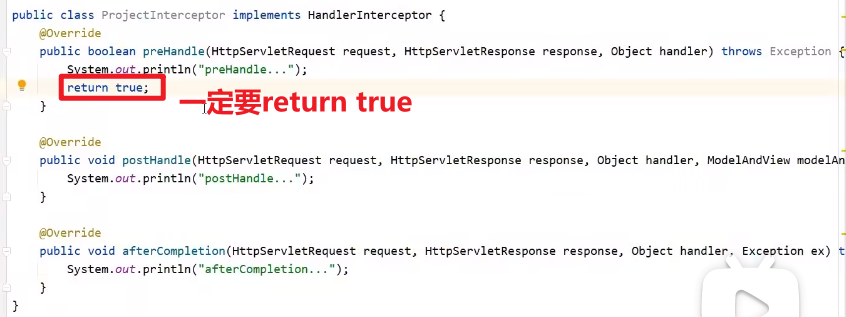 public class ProjectInterceptor implements HandlerInterceptor {
@Override
public boolean preHandle(HttpServletRequest request, HttpServletResponse response, Object handler) throws Exception {
System.out.println("preHandle...");
return true; 一定要return true
}
@Override
public void postHandle(HttpServletRequest request, HttpServletResponse response, Object handler, ModelAndView modelAn
System.out.println("postHandle...");
}
@Override
public void afterCompletion(HttpServletRequest request, HttpServletResponse response, Object handler, Exception ex) t
System.out.println("afterCompletion...");
}
}